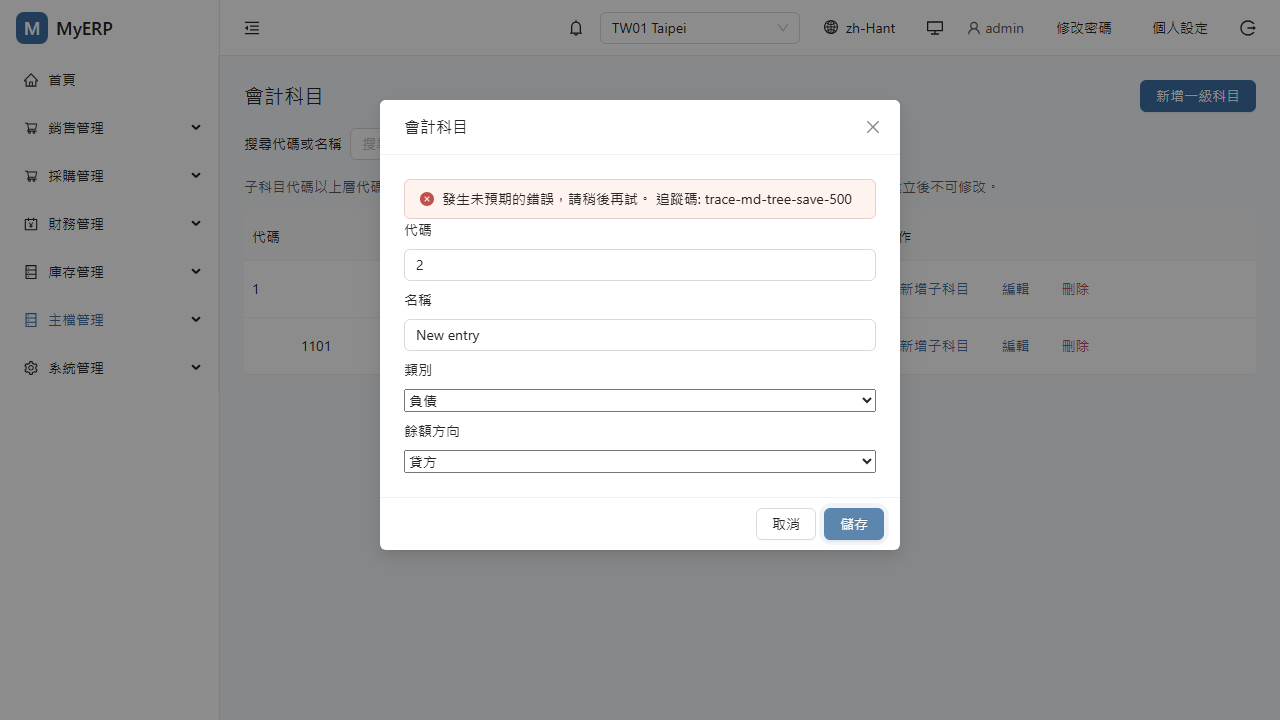 M MyERP
TW01 Taipei
zh-Hant
admin
修改密碼
個人設定
首頁
銷售管理
採購管理
財務管理
庫存管理
主檔管理
系統管理
會計科目
新增一級科目
搜尋代碼或名稱
子科目代碼以上層代碼
立後不可修改。
代碼
作
1
新增子科目 編輯 刪除
1101
新增子科目 編輯 刪除
會計科目
發生未預期的錯誤，請稍後再試。 追蹤碼: trace-md-tree-save-500
代碼
2
名稱
New entry
類別
負債
餘額方向
貸方
取消 儲存